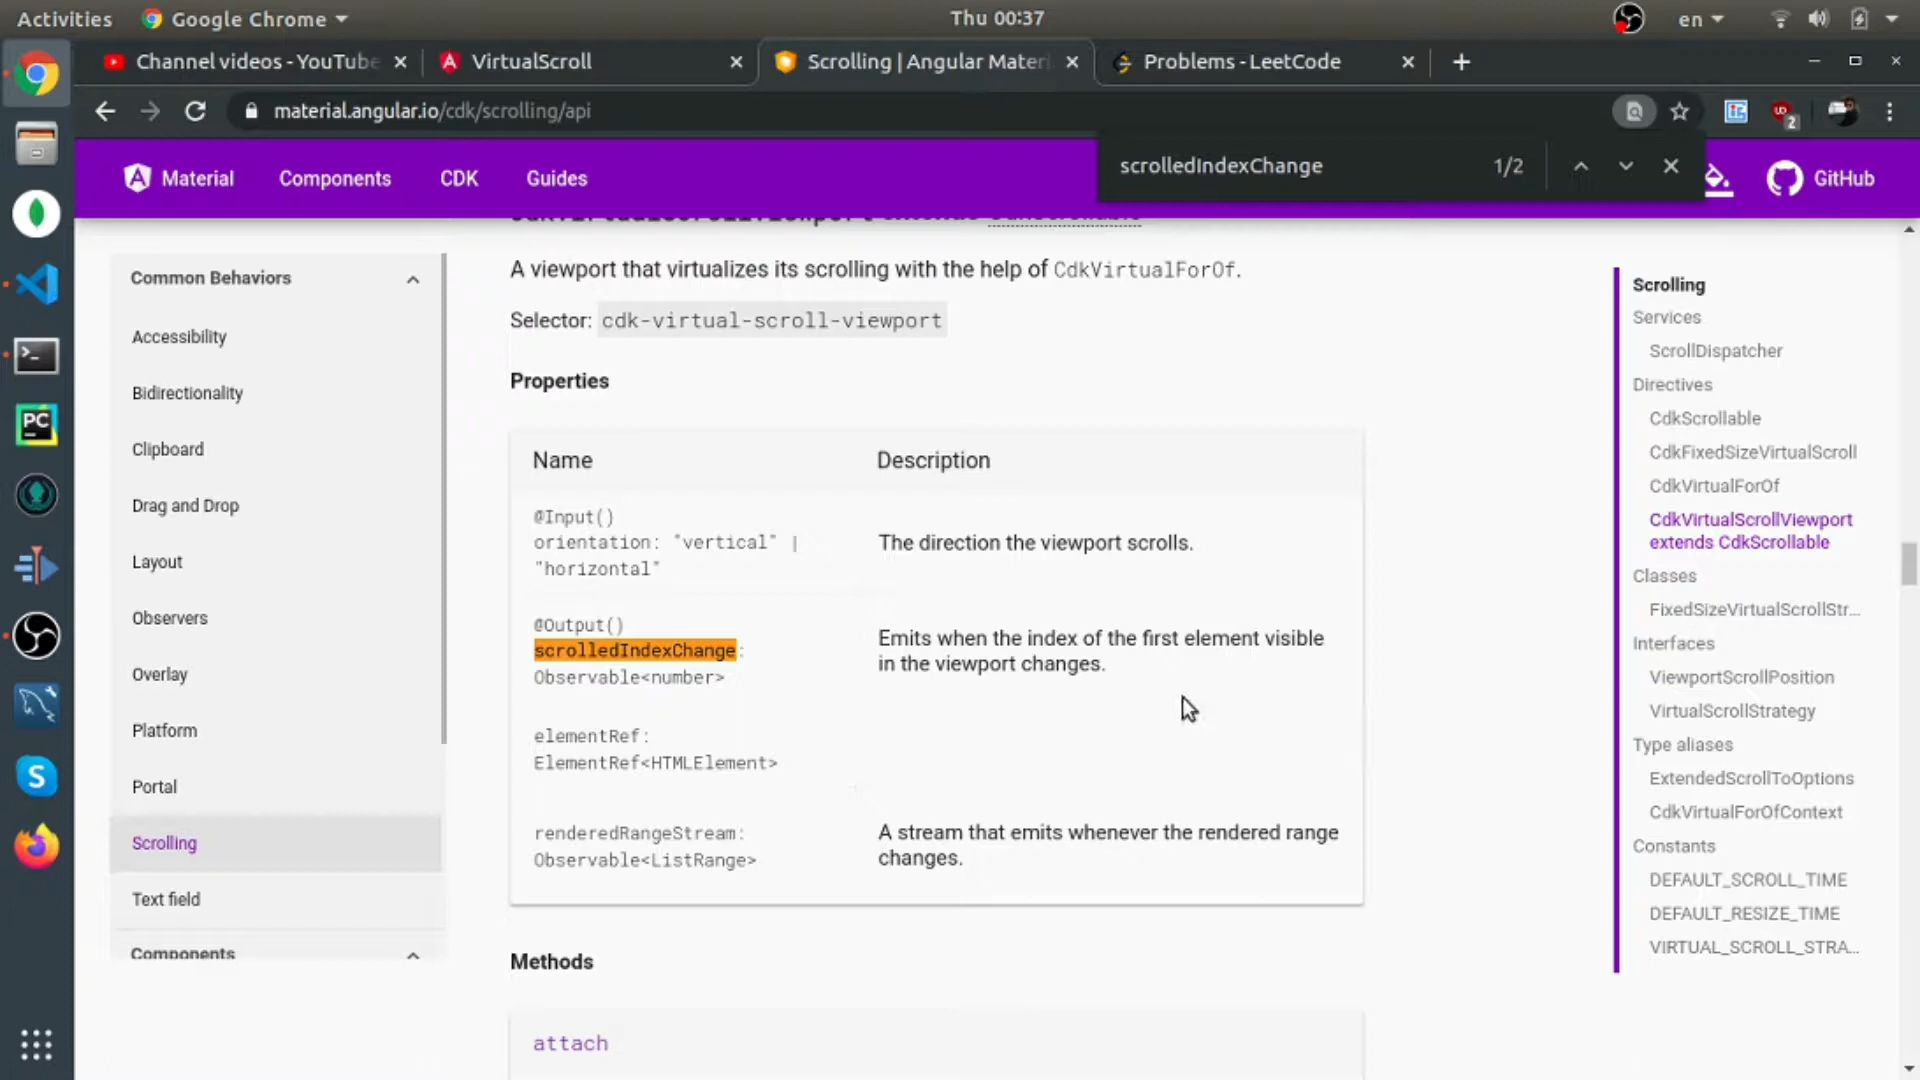 Activities
Google Chrome
Thu 00:37
en
Channel videos - YouTube
VirtualScroll
Scrolling | Angular Materi
Problems - LeetCode
material.angular.io/cdk/scrolling/api
2
scrolledIndexChange
1/2
Material
Components
CDK
Guides
GitHub
Common Behaviors
Accessibility
Bidirectionality
Clipboard
Drag and Drop
Layout
Observers
Overlay
Platform
Portal
Scrolling
Text field
Components
A viewport that virtualizes its scrolling with the help of CdkVirtualForOf.
Selector: cdk-virtual-scroll-viewport
Properties
Name
Description
@Input()
orientation: "vertical" |
"horizontal"
The direction the viewport scrolls.
@Output()
scrolledIndexChange:
Observable<number>
Emits when the index of the first element visible
in the viewport changes.
elementRef:
ElementRef<HTMLElement>
renderedRangeStream:
Observable<ListRange>
A stream that emits whenever the rendered range
changes.
Methods
attach
Scrolling
Services
ScrollDispatcher
Directives
CdkScrollable
CdkFixedSizeVirtualScroll
CdkVirtualForOf
CdkVirtualScrollViewport
extends CdkScrollable
Classes
FixedSizeVirtualScrollStr...
Interfaces
ViewportScrollPosition
VirtualScrollStrategy
Type aliases
ExtendedScrollToOptions
CdkVirtualForOfContext
Constants
DEFAULT_SCROLL_TIME
DEFAULT_RESIZE_TIME
VIRTUAL_SCROLL_STRA...
PC